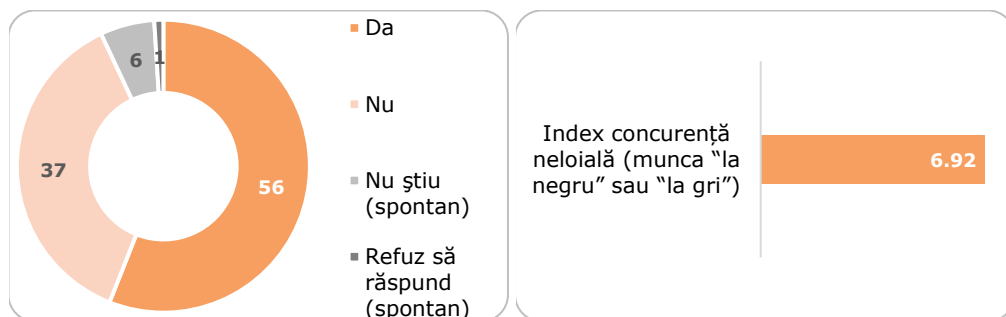 Da
Nu
Nu ştiu
(spontan)
Refuz să
răspund
(spontan)
56
37
6
1
Index concurență
neloială (munca “la
negru” sau “la gri”)
6.92